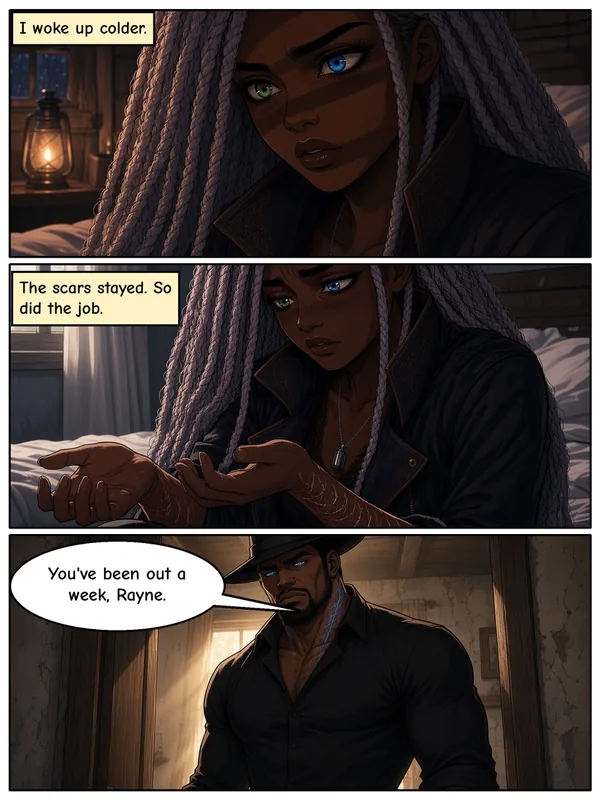 I woke up colder.
The scars stayed. So
did the job.
You've been out a
week, Rayne.